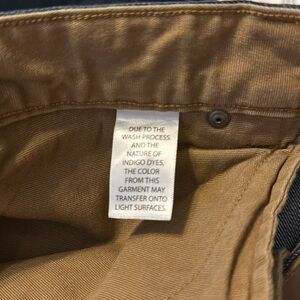 DUE TO THE
WASH PROCESS
AND THE
NATURE OF
INDIGO DYES,
THE COLOR
FROM THIS
GARMENT MAY
TRANSFER ONTO
LIGHT SURFACES.